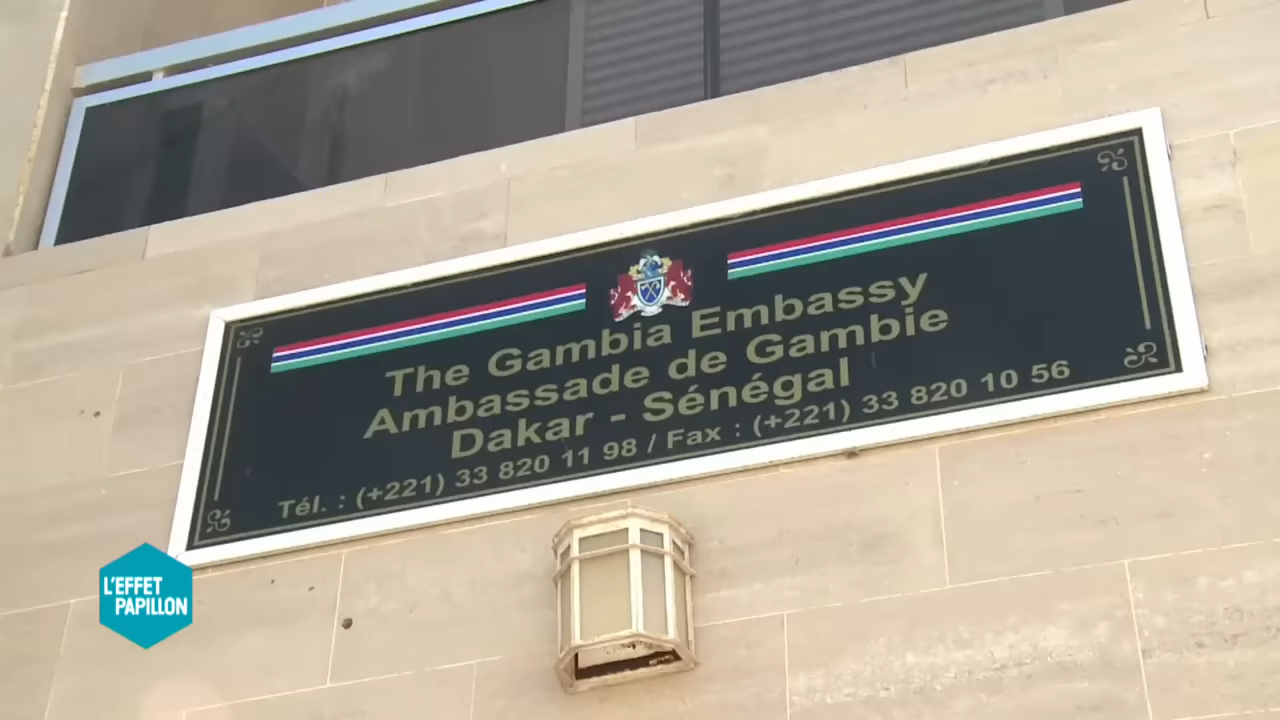 The Gambia Embassy
Ambassade de Gambie
Dakar - Sénégal
Tél. : (+221) 33 820 11 98 / Fax : (+221) 33 820 10 56
L'EFFET
PAPILLON